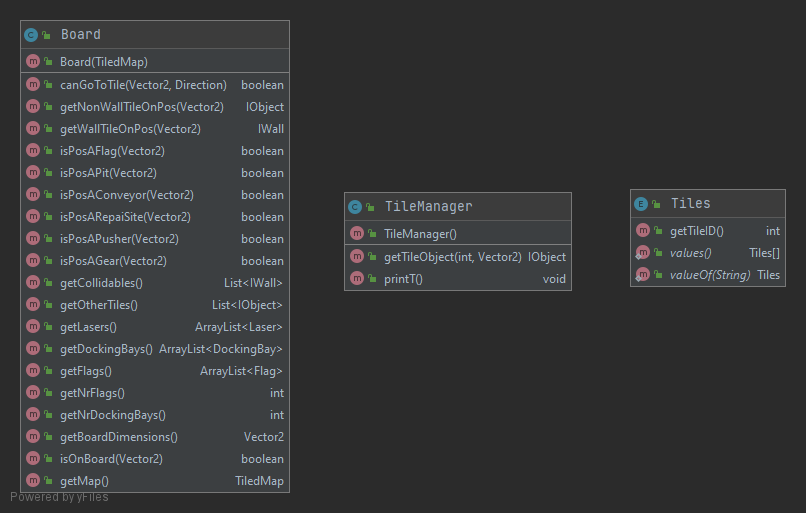 Board
Board(TiledMap)
canGoToTile(Vector2, Direction) boolean
getNonWallTileOnPos(Vector2) IObject
getWallTileOnPos(Vector2) IWall
isPosAFlag(Vector2) boolean
isPosAPit(Vector2) boolean
isPosAConveyor(Vector2) boolean
isPosARepaiSite(Vector2) boolean
isPosAPusher(Vector2) boolean
isPosAGear(Vector2) boolean
getCollidables() List<IWall>
getOtherTiles() List<IObject>
getLasers() ArrayList<Laser>
getDockingBays() ArrayList<DockingBay>
getFlags() ArrayList<Flag>
getNrFlags() int
getNrDockingBays() int
getBoardDimensions() Vector2
isOnBoard(Vector2) boolean
getMap() TiledMap
TileManager
TileManager()
getTileObject(int, Vector2) IObject
printT() void
Tiles
getTileID() int
values() Tiles[]
valueOf(String) Tiles
Powered by yFiles